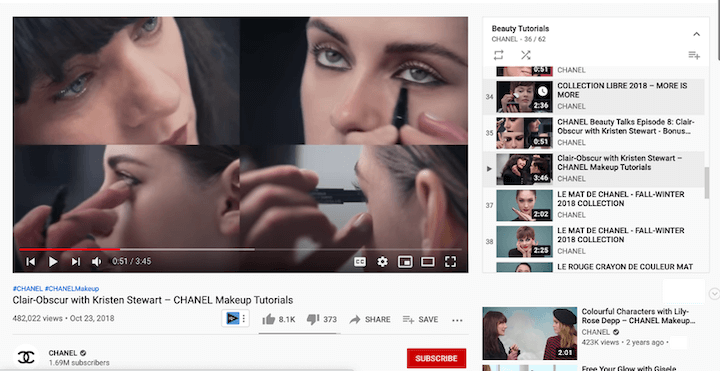 0:51 / 3:45
#CHANEL #CHANELMakeup
Clair-Obscur with Kristen Stewart – CHANEL Makeup Tutorials
482,022 views • Oct 23, 2018
8.1K
373
SHARE
SAVE
CHANEL
1.69M subscribers
SUBSCRIBE
Beauty Tutorials
CHANEL - 36 / 62
0:51
CHANEL
34
2:36
COLLECTION LIBRE 2018 – MORE IS
MORE
CHANEL
35
0:51
CHANEL Beauty Talks Episode 8: Clair-
Obscur with Kristen Stewart - Bonus...
CHANEL
3:46
Clair-Obscur with Kristen Stewart –
CHANEL Makeup Tutorials
CHANEL
37
2:02
LE MAT DE CHANEL - FALL-WINTER
2018 COLLECTION
CHANEL
38
2:25
LE MAT DE CHANEL - FALL-WINTER
2018 COLLECTION
CHANEL
LE ROUGE CRAYON DE COULEUR MAT
2:01
Colourful Characters with Lily-
Rose Depp – CHANEL Makeup...
CHANEL
423K views • 2 years ago •
Free Your Glow with Gisele